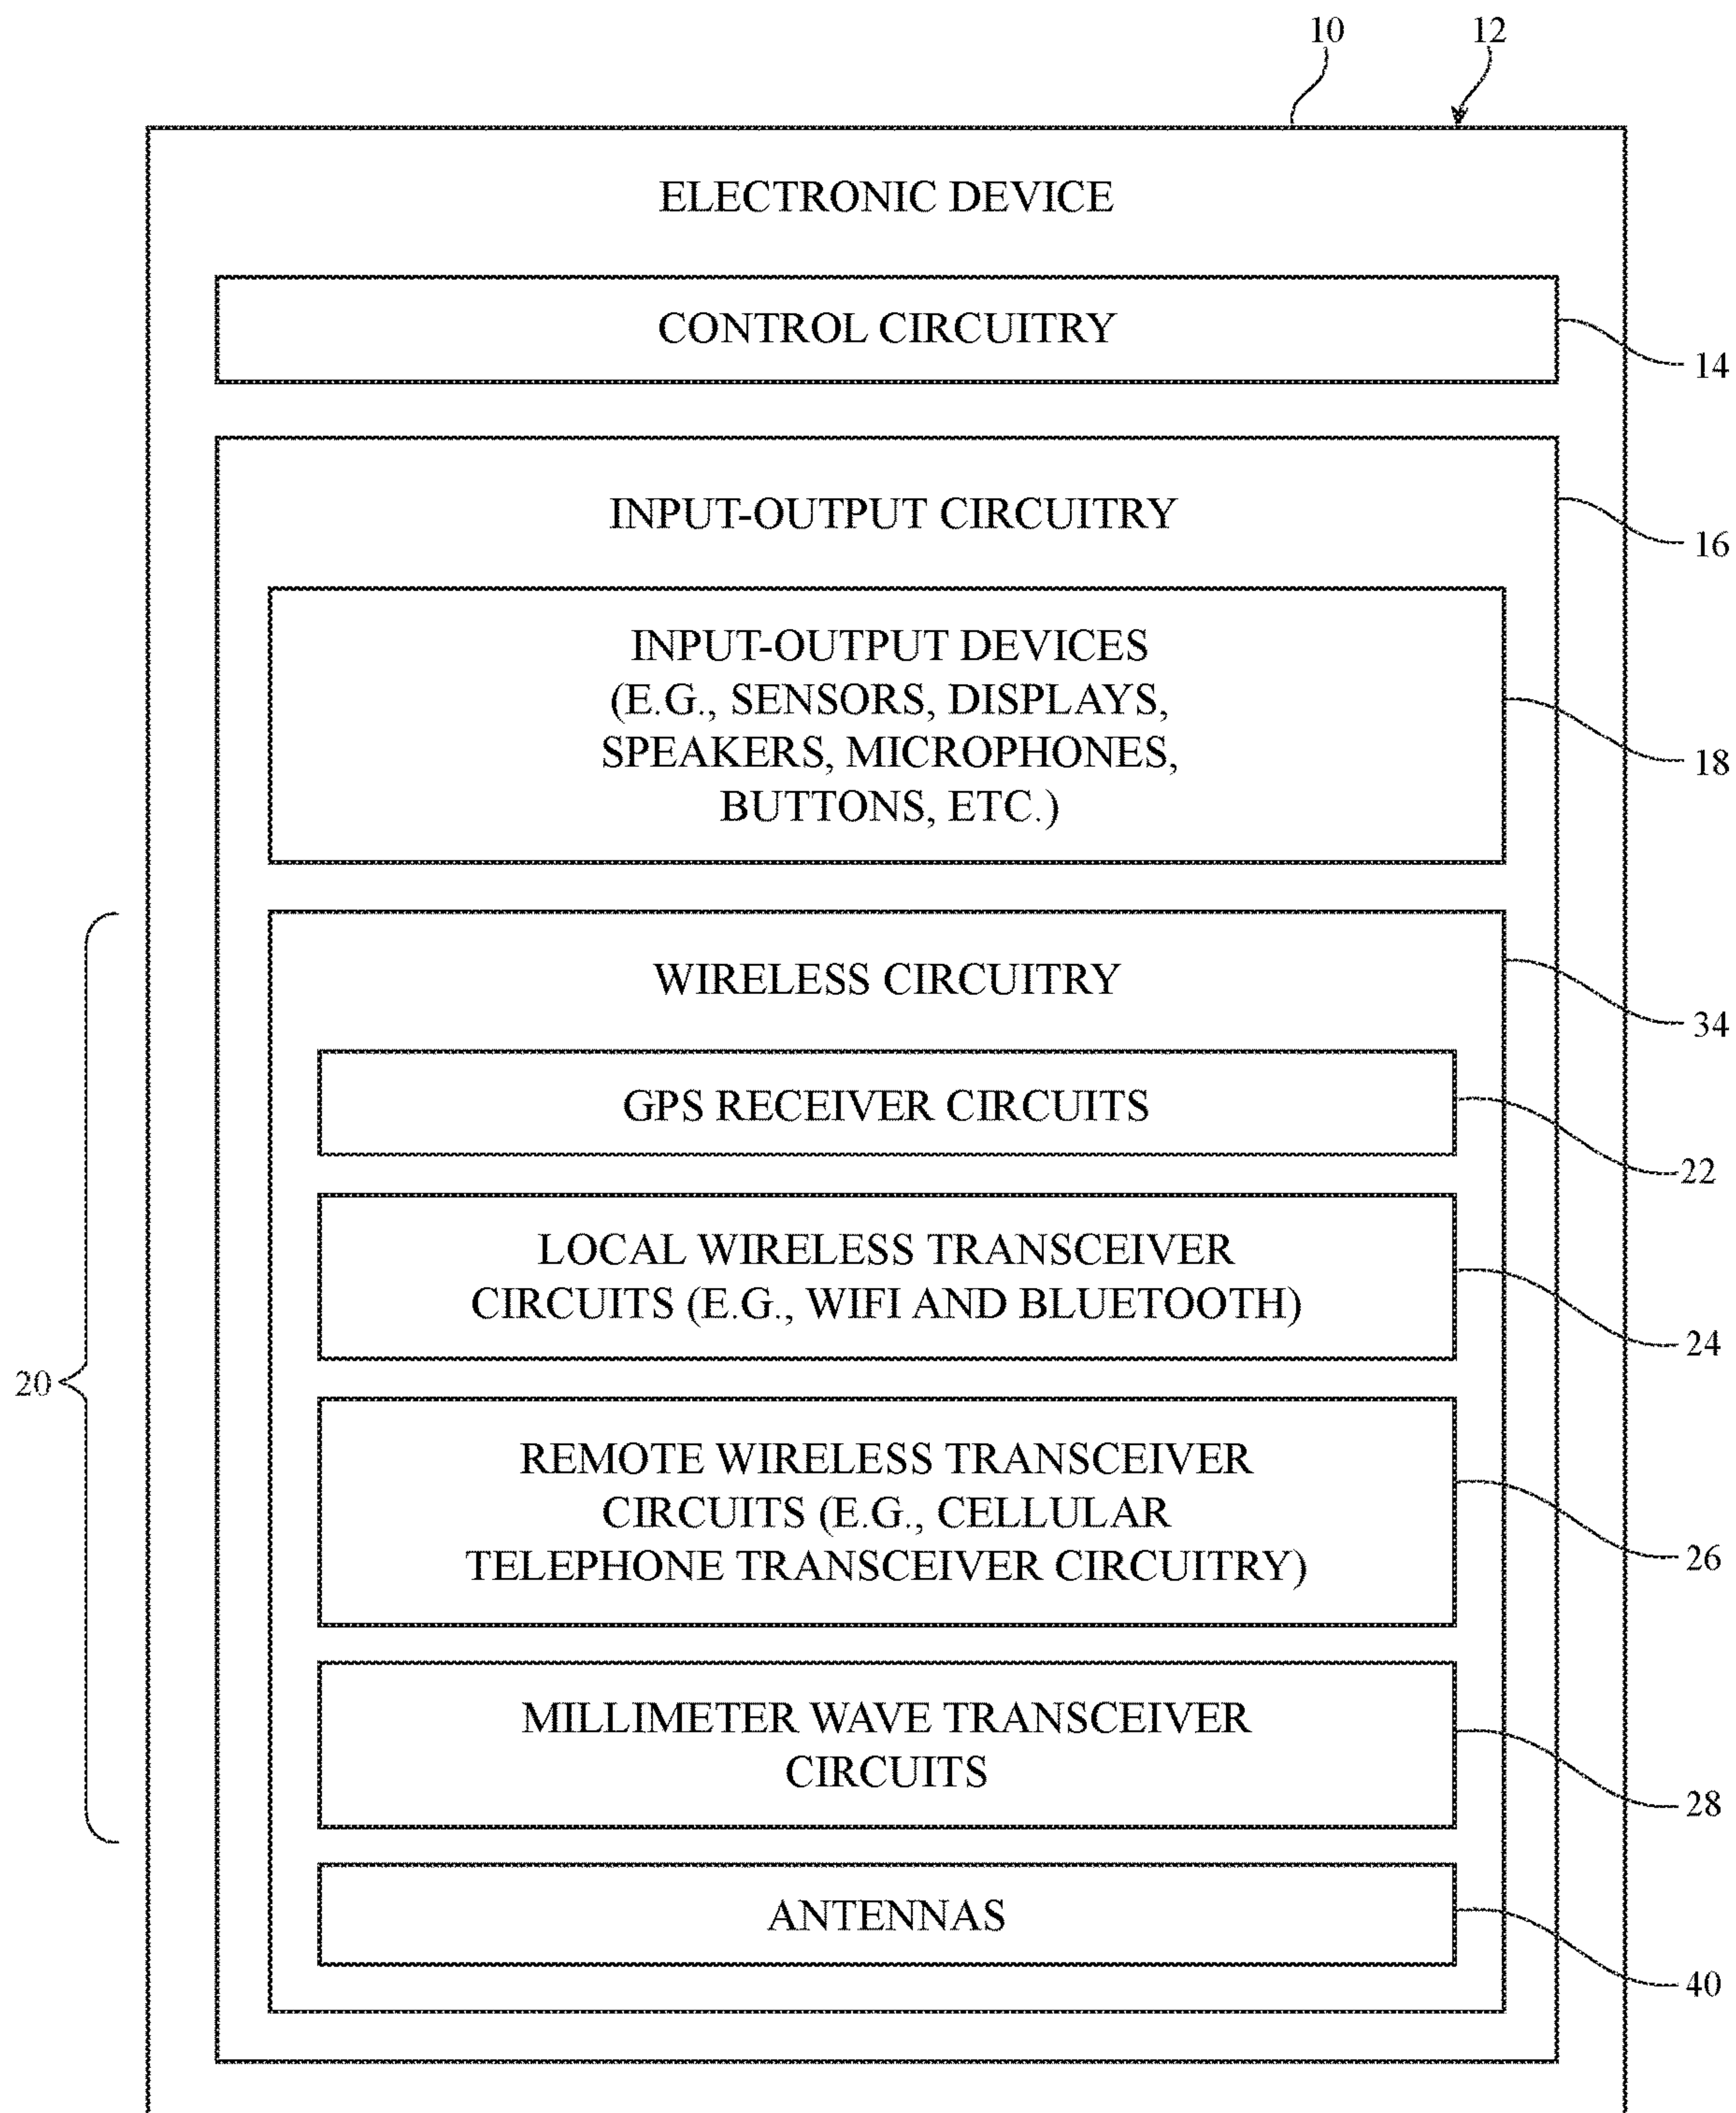 10
12
ELECTRONIC DEVICE
CONTROL CIRCUITRY
14
INPUT-OUTPUT CIRCUITRY
16
INPUT-OUTPUT DEVICES
(E.G., SENSORS, DISPLAYS,
SPEAKERS, MICROPHONES,
BUTTONS, ETC.)
18
WIRELESS CIRCUITRY
34
GPS RECEIVER CIRCUITS
22
LOCAL WIRELESS TRANSCEIVER
CIRCUITS (E.G., WIFI AND BLUETOOTH)
24
20
REMOTE WIRELESS TRANSCEIVER
CIRCUITS (E.G., CELLULAR
TELEPHONE TRANSCEIVER CIRCUITRY)
26
MILLIMETER WAVE TRANSCEIVER
CIRCUITS
28
ANTENNAS
40